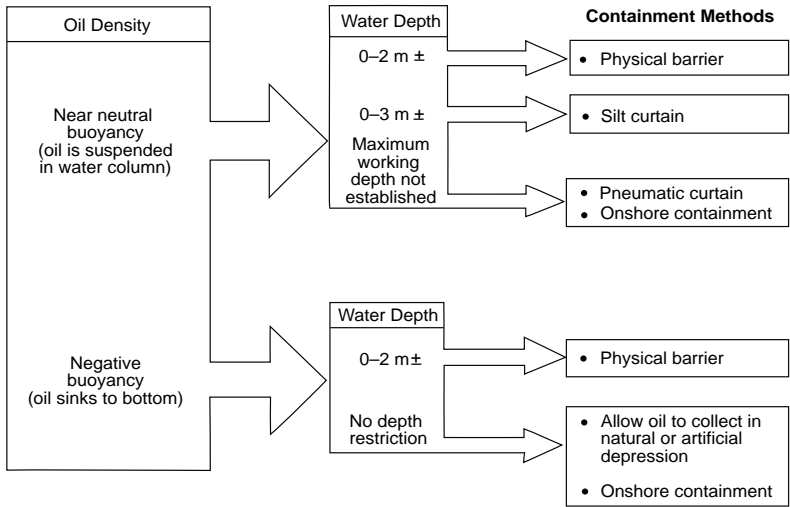 Oil Density
Near neutral
buoyancy
(oil is suspended
in water column)
Negative
buoyancy
(oil sinks to bottom)
Water Depth
0–2 m ±
0–3 m ±
Maximum
working
depth not
established
Water Depth
0–2 m±
No depth
restriction
Containment Methods
• Physical barrier
• Silt curtain
• Pneumatic curtain
• Onshore containment
• Physical barrier
• Allow oil to collect in
natural or artificial
depression
• Onshore containment